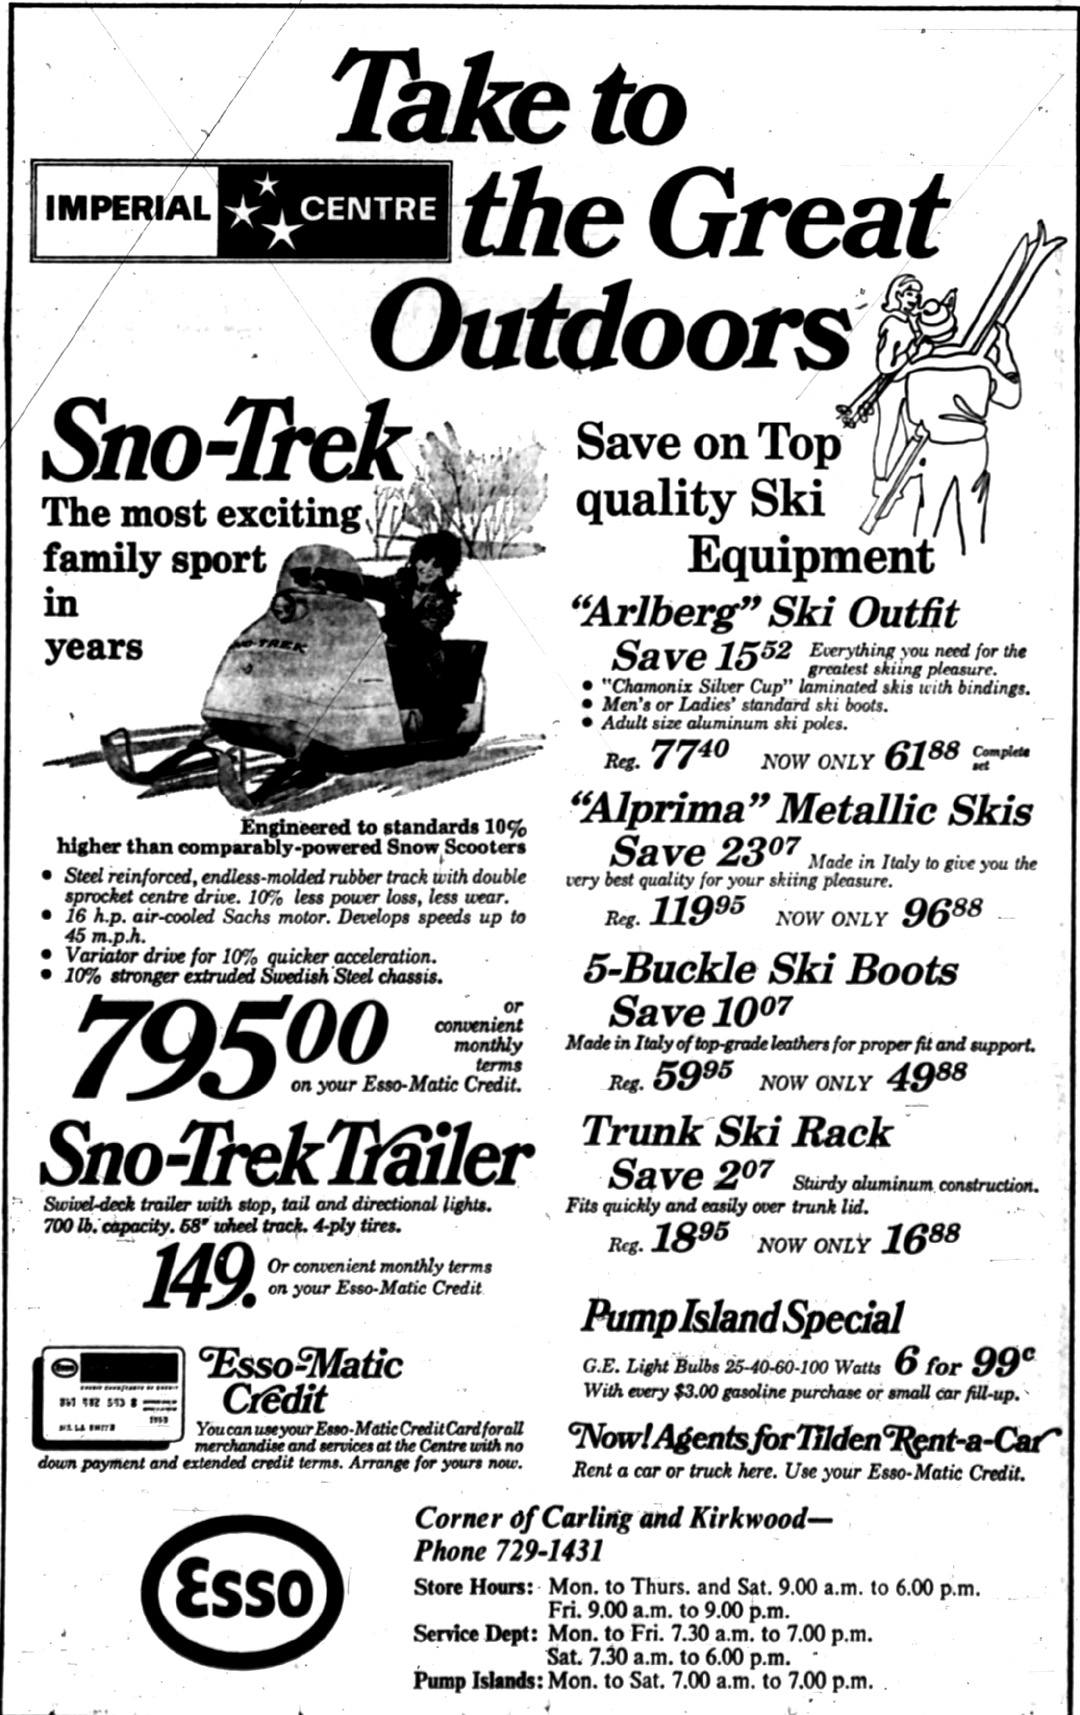 Take to
the Great
Outdoors
IMPERIAL CENTRE
Sno-Trek
The most exciting
family sport
in
years
SNO-TREK
Engineered to standards 10%
higher than comparably-powered Snow Scooters
• Steel reinforced, endless-molded rubber track with double
sprocket centre drive. 10% less power loss, less wear.
• 16 h.p. air-cooled Sachs motor. Develops speeds up to
45 m.p.h.
• Variator drive for 10% quicker acceleration.
• 10% stronger extruded Swedish Steel chassis.
795 00
or
convenient
monthly
terms
on your Esso-Matic Credit.
Sno-Trek Trailer
Swivel-deck trailer with stop, tail and directional lights.
700 lb. capacity. 58" wheel track. 4-ply tires.
149.
Or convenient monthly terms
on your Esso-Matic Credit
Esso
Esso-Matic
Credit
You can use your Esso-Matic Credit Card for all
merchandise and services at the Centre with no
down payment and extended credit terms. Arrange for yours now.
Save on Top
quality Ski
Equipment
"Arlberg" Ski Outfit
Save 15 52 Everything you need for the
greatest skiing pleasure.
• "Chamonix Silver Cup" laminated skis with bindings.
• Men's or Ladies' standard ski boots.
• Adult size aluminum ski poles.
Reg. 77 40 NOW ONLY 61 88 Complete
set
"Alprima" Metallic Skis
Save 23 07 Made in Italy to give you the
very best quality for your skiing pleasure.
Reg. 119 95 NOW ONLY 96 88
5-Buckle Ski Boots
Save 10 07
Made in Italy of top-grade leathers for proper fit and support.
Reg. 59 95 NOW ONLY 49 88
Trunk Ski Rack
Save 2 07 Sturdy aluminum construction.
Fits quickly and easily over trunk lid.
Reg. 18 95 NOW ONLY 16 88
Pump Island Special
G.E. Light Bulbs 25-40-60-100 Watts 6 for 99c
With every $3.00 gasoline purchase or small car fill-up.
Now! Agents for Tilden Rent-a-Car
Rent a car or truck here. Use your Esso-Matic Credit.
Esso
Corner of Carling and Kirkwood—
Phone 729-1431
Store Hours: Mon. to Thurs. and Sat. 9.00 a.m. to 6.00 p.m.
Fri. 9.00 a.m. to 9.00 p.m.
Service Dept: Mon. to Fri. 7.30 a.m. to 7.00 p.m.
Sat. 7.30 a.m. to 6.00 p.m.
Pump Islands: Mon. to Sat. 7.00 a.m. to 7.00 p.m.